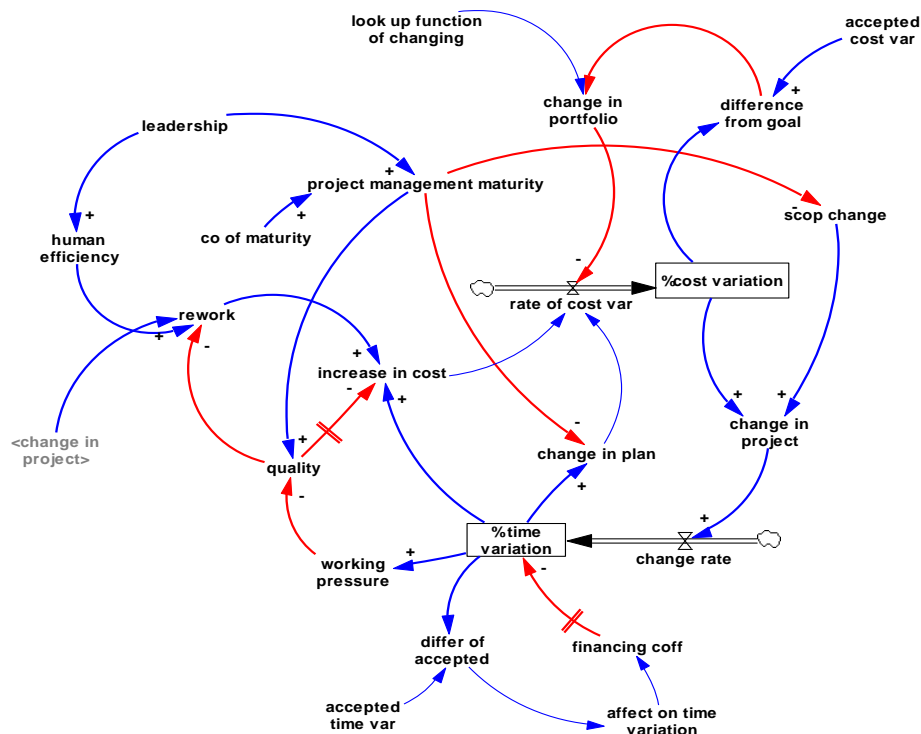 look up function
of changing
accepted
cost var
+
change in
portfolio
difference
from goal
leadership
+
project management maturity
-
scop change
+
co of maturity
+
human
efficiency
-
%cost variation
rate of cost var
rework
+
-
+
increase in cost
-
+
+
+
change in
project
<change in
project>
-
change in plan
+
quality
-
+
%time
variation
+
change rate
working
pressure
+
-
differ of
accepted
financing coff
accepted
time var
affect on time
variation